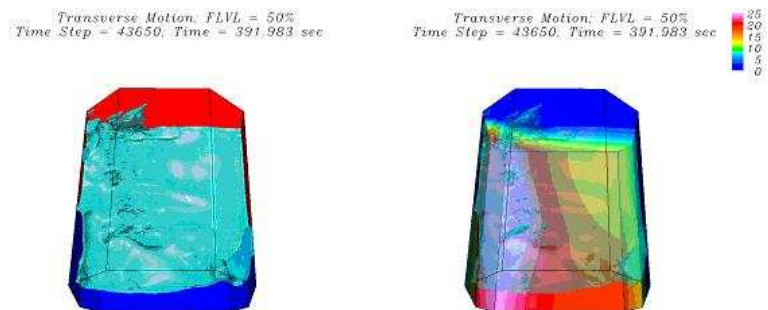 Transverse Motion, FLVL = 50%
Time Step = 43650, Time = 391.983 sec
Transverse Motion; FLVL = 50%
Time Step = 43650, Time = 391.983 sec
25
20
15
10
5
0